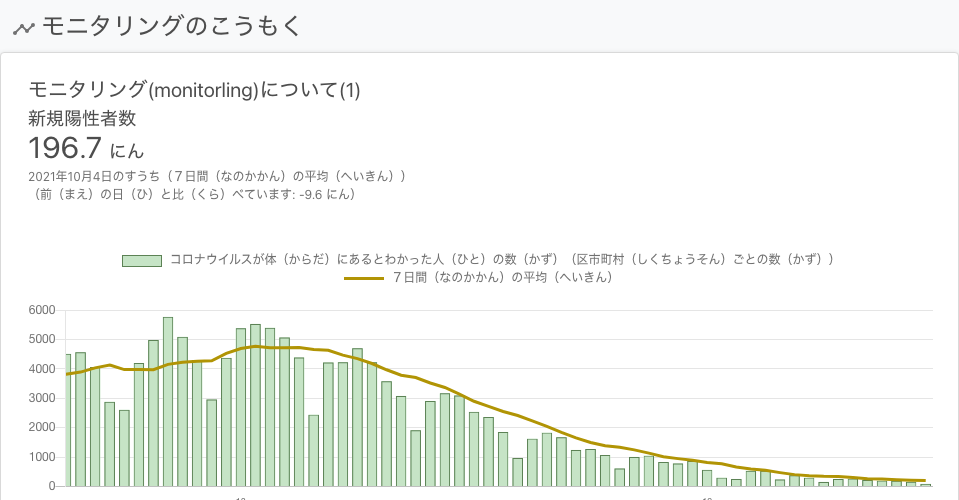 モニタリングのこうもく
モニタリング(monitorling)について(1)
新規陽性者数
196.7 にん
2021年10月4日のすうち（７日間（なのかかん）の平均（へいきん））
（前（まえ）の日（ひ）と比（くら）べています: -9.6 にん）
コロナウイルスが体（からだ）にあるとわかった人（ひと）の数（かず）（区市町村（しくちょうそん）ごとの数（かず））
７日間（なのかかん）の平均（へいきん）
6000
5000
4000
3000
2000
1000
0